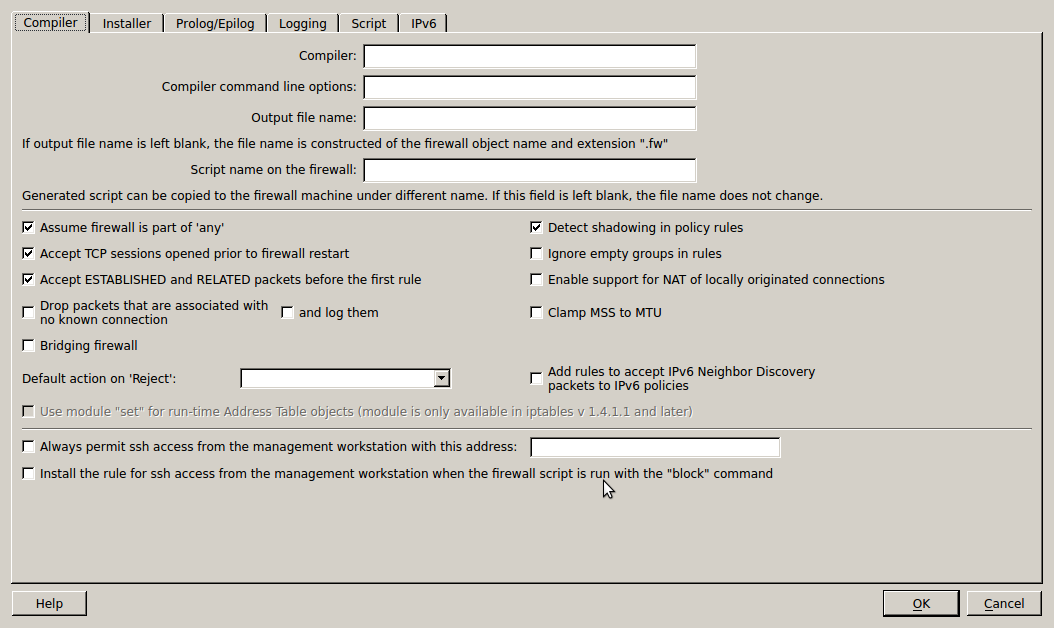 Compiler Installer Prolog/Epilog Logging Script IPv6
Compiler:
Compiler command line options:
Output file name:
If output file name is left blank, the file name is constructed of the firewall object name and extension ".fw"
Script name on the firewall:
Generated script can be copied to the firewall machine under different name. If this field is left blank, the file name does not change.
Assume firewall is part of 'any'
Detect shadowing in policy rules
Accept TCP sessions opened prior to firewall restart
Ignore empty groups in rules
Accept ESTABLISHED and RELATED packets before the first rule
Enable support for NAT of locally originated connections
Drop packets that are associated with
no known connection
and log them
Clamp MSS to MTU
Bridging firewall
Default action on 'Reject':
Add rules to accept IPv6 Neighbor Discovery
packets to IPv6 policies
Use module "set" for run-time Address Table objects (module is only available in iptables v 1.4.1.1 and later)
Always permit ssh access from the management workstation with this address:
Install the rule for ssh access from the management workstation when the firewall script is run with the "block" command
Help OK Cancel